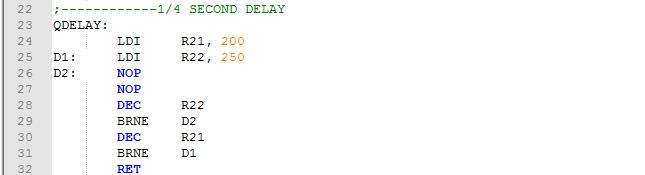 22 ;------------1/4 SECOND DELAY
23 QDELAY:
24 LDI R21, 200
25 D1: LDI R22, 250
26 D2: NOP
27 NOP
28 DEC R22
29 BRNE D2
30 DEC R21
31 BRNE D1
32 RET